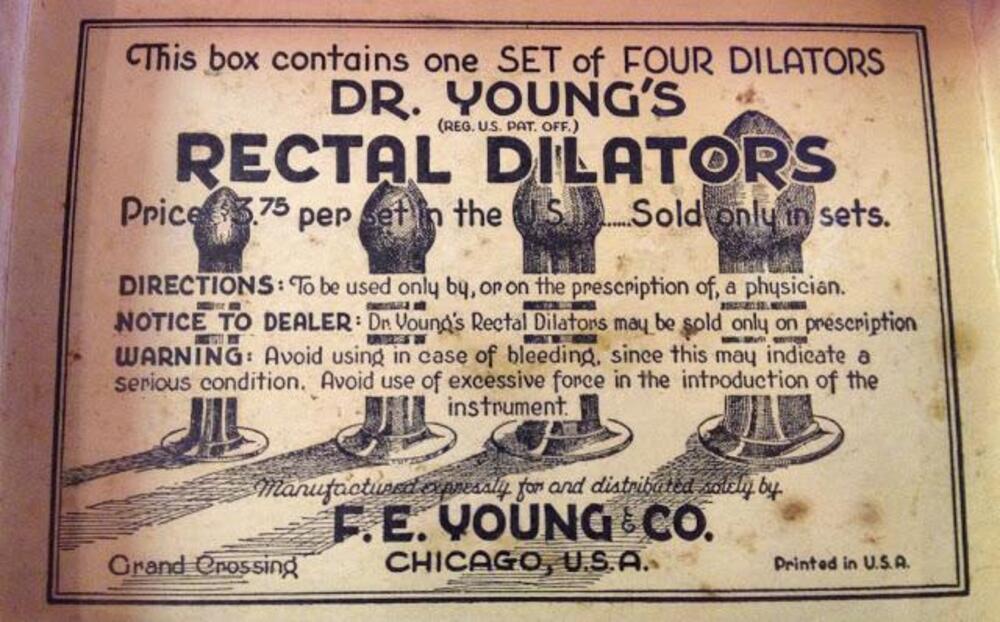 This box contains one SET of FOUR DILATORS
DR. YOUNG'S
(REG. U.S. PAT. OFF.)
RECTAL DILATORS
Price $3.75 per set in the U.S. ......Sold only in sets.
DIRECTIONS: To be used only by, or on the prescription of, a physician.
NOTICE TO DEALER: Dr. Young's Rectal Dilators may be sold only on prescription
WARNING: Avoid using in case of bleeding, since this may indicate a
serious condition. Avoid use of excessive force in the introduction of the
instrument.
Manufactured expressly for and distributed solely by
F. E. YOUNG & CO.
Grand Crossing CHICAGO, U.S.A. Printed in U.S.A.